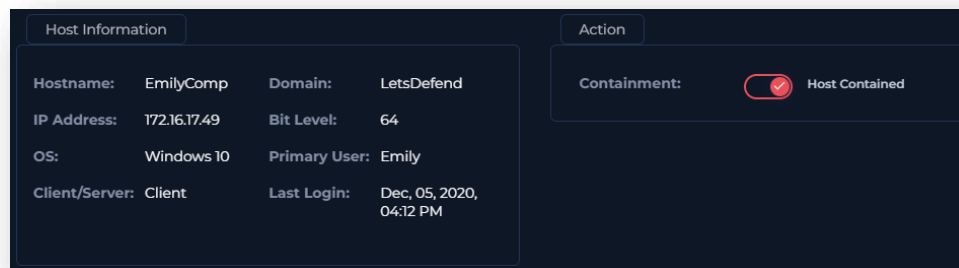 Host Information
Action
Hostname: EmilyComp Domain: LetsDefend
Containment: Host Contained
IP Address: 172.16.17.49 Bit Level: 64
OS: Windows 10 Primary User: Emily
Client/Server: Client Last Login: Dec, 05, 2020,
04:12 PM